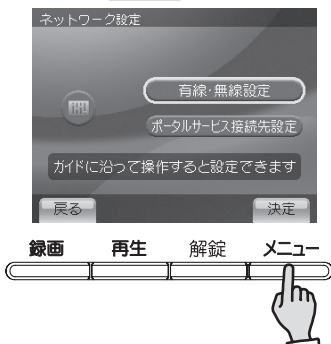 ネットワーク設定
有線・無線設定
ポータルサービス接続先設定
ガイドに沿って操作すると設定できます
戻る 決定
録画 再生 解錠 メニュー